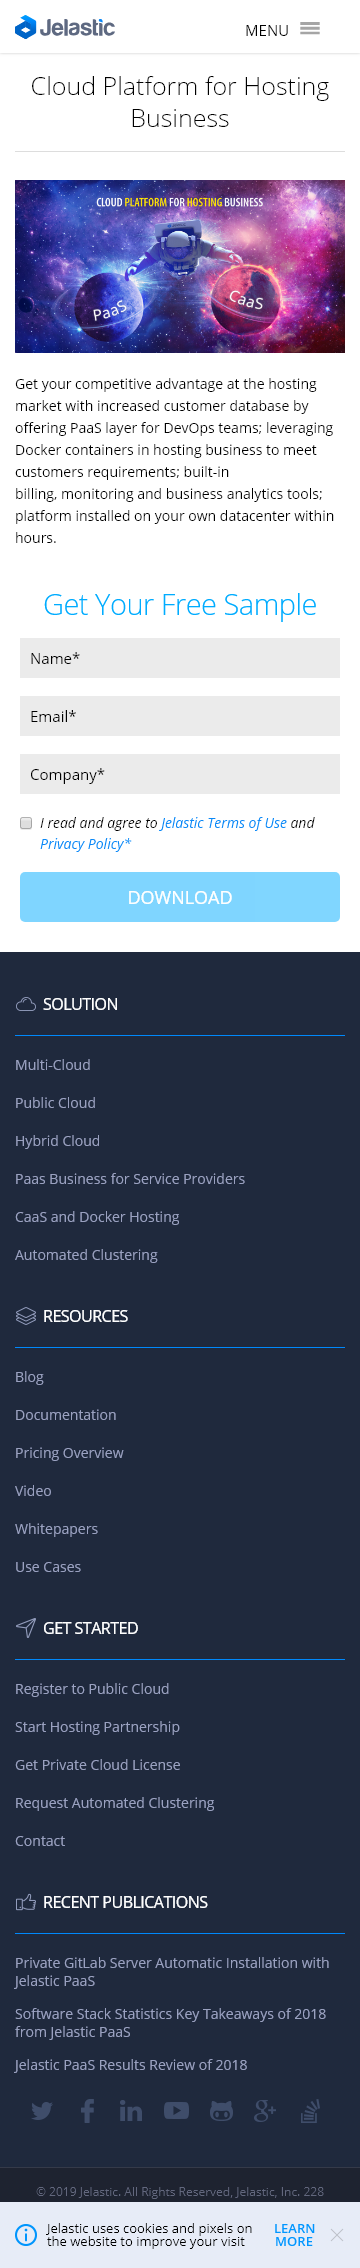 Jelastic
MENU
Cloud Platform for Hosting
Business
CLOUD PLATFORM FOR HOSTING BUSINESS
PaaS
CaaS
Get your competitive advantage at the hosting
market with increased customer database by
offering PaaS layer for DevOps teams; leveraging
Docker containers in hosting business to meet
customers requirements; built-in
billing, monitoring and business analytics tools;
platform installed on your own datacenter within
hours.
Get Your Free Sample
Name*
Email*
Company*
I read and agree to Jelastic Terms of Use and
Privacy Policy*
DOWNLOAD
SOLUTION
Multi-Cloud
Public Cloud
Hybrid Cloud
Paas Business for Service Providers
CaaS and Docker Hosting
Automated Clustering
RESOURCES
Blog
Documentation
Pricing Overview
Video
Whitepapers
Use Cases
GET STARTED
Register to Public Cloud
Start Hosting Partnership
Get Private Cloud License
Request Automated Clustering
Contact
RECENT PUBLICATIONS
Private GitLab Server Automatic Installation with
Jelastic PaaS
Software Stack Statistics Key Takeaways of 2018
from Jelastic PaaS
Jelastic PaaS Results Review of 2018
© 2019 Jelastic. All Rights Reserved, Jelastic, Inc. 228
Jelastic uses cookies and pixels on
the website to improve your visit
LEARN
MORE